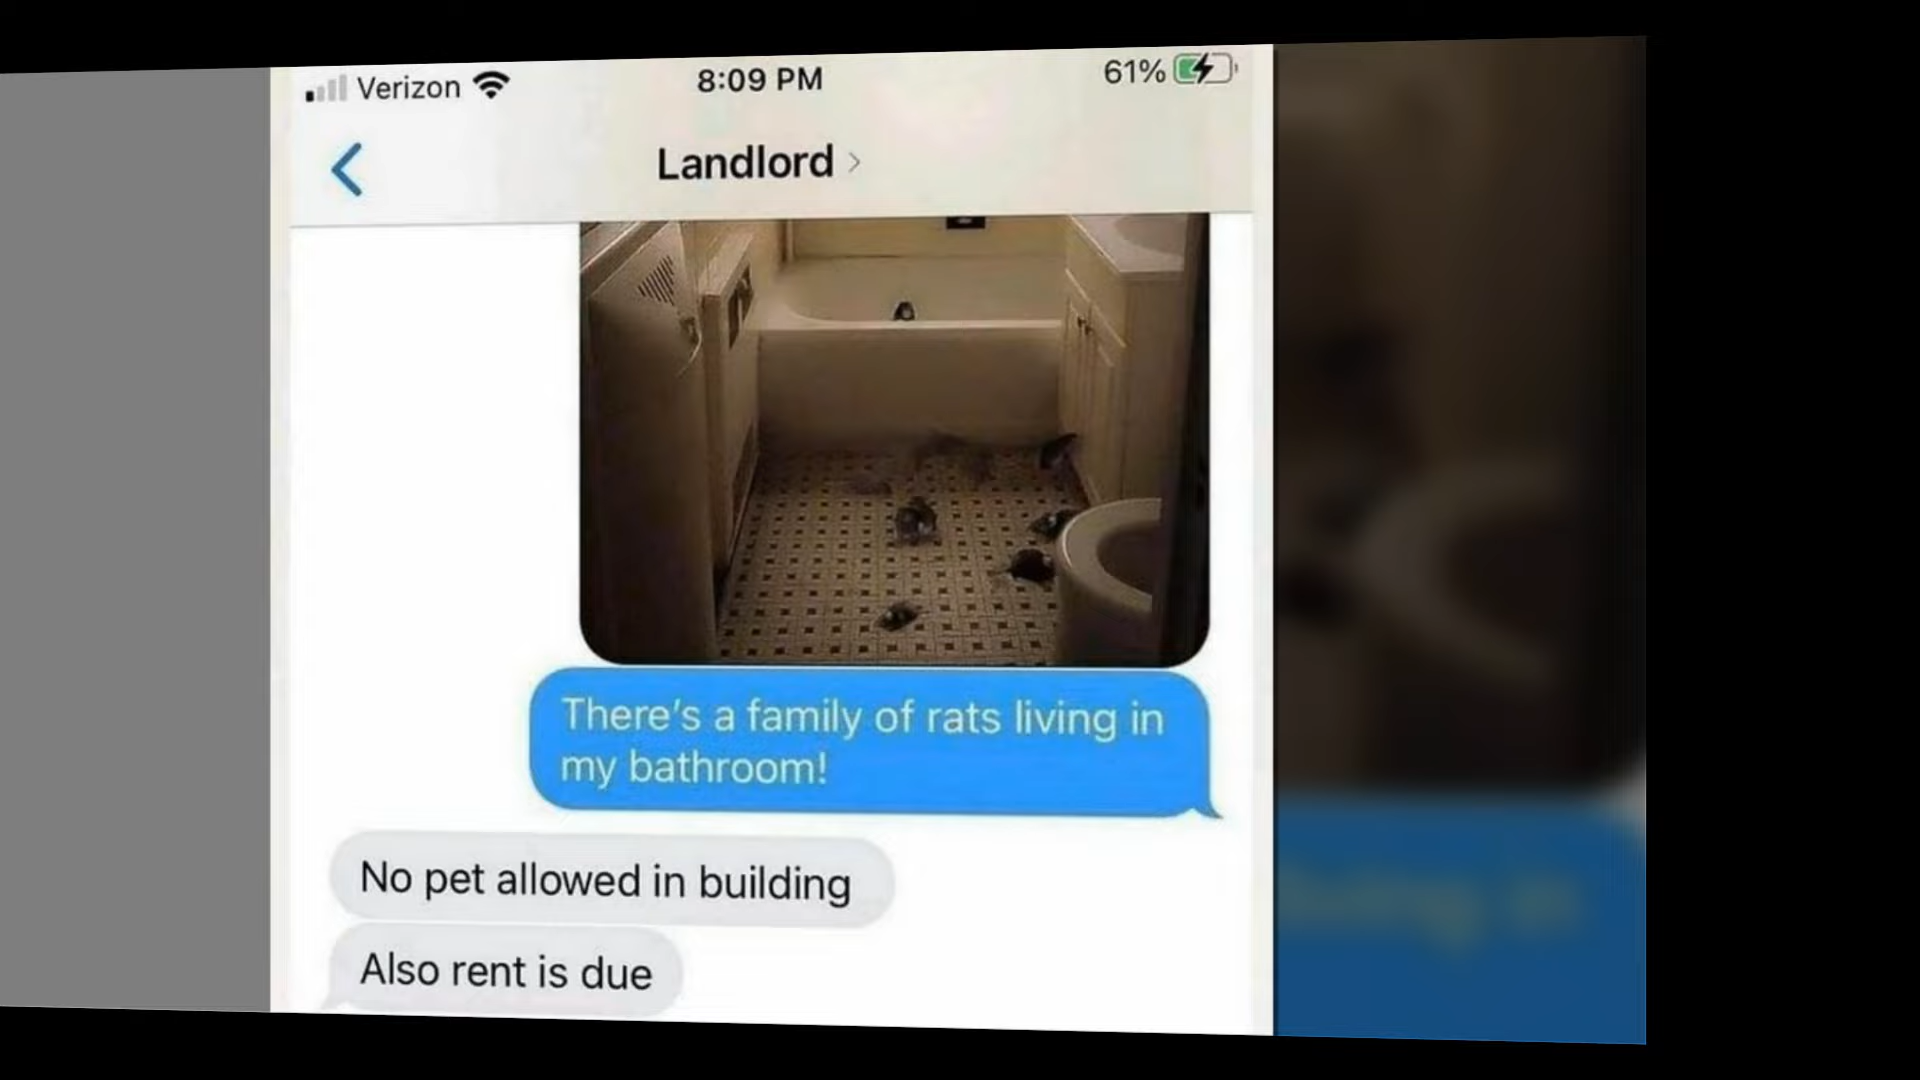 Verizon 8:09 PM 61%
Landlord
There's a family of rats living in
my bathroom!
No pet allowed in building
Also rent is due